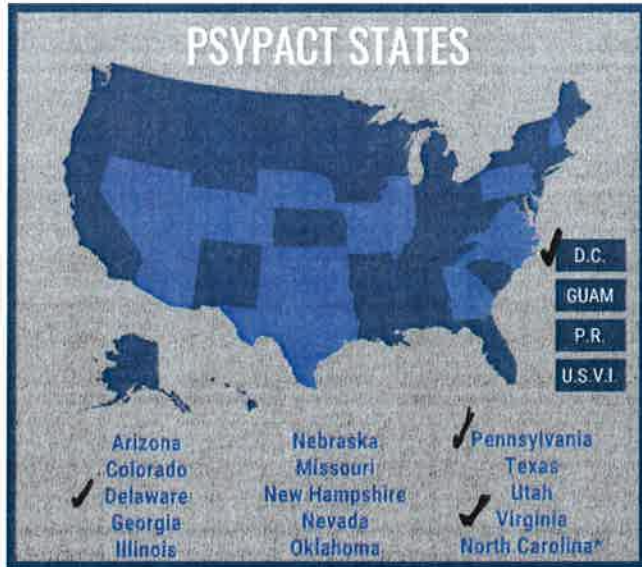 PSYPACT STATES
D.C.
GUAM
P.R.
U.S.V.I.
Arizona
Colorado
Delaware
Georgia
Illinois
Nebraska
Missouri
New Hampshire
Nevada
Oklahoma
Pennsylvania
Texas
Utah
Virginia
North Carolina*